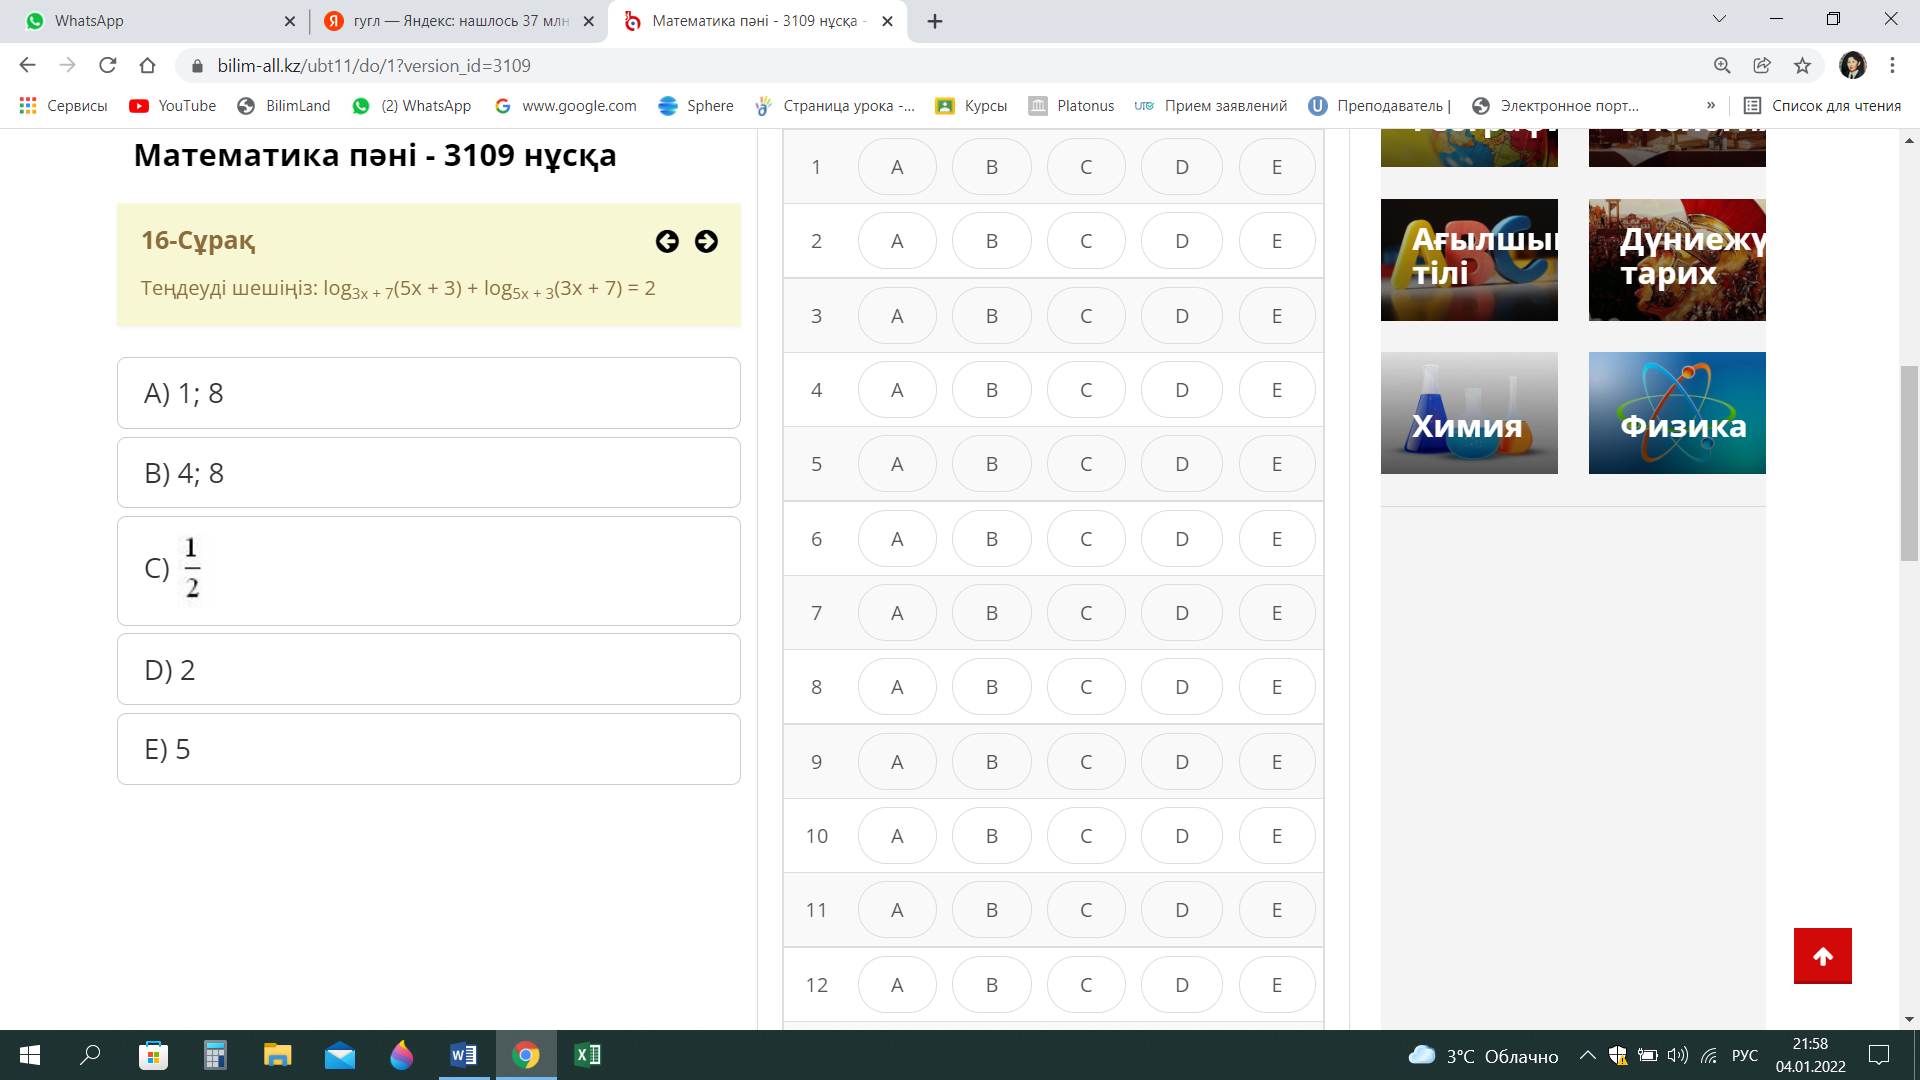 WhatsApp
гугл — Яндекс: нашлось 37 млн
Математика пәні - 3109 нұсқа -
bilim-all.kz/ubt11/do/1?version_id=3109
Сервисы
YouTube
BilimLand
(2) WhatsApp
www.google.com
Sphere
Страница урока -...
Курсы
Platonus
Прием заявлений
Преподаватель |
Электронное порт...
»
Список для чтения
Математика пәні - 3109 нұсқа
16-Сұрақ
Теңдеуді шешіңіз: log3x + 7(5x + 3) + log5x + 3(3x + 7) = 2
A) 1; 8
B) 4; 8
C) 1/2
D) 2
E) 5
1 A B C D E
2 A B C D E
3 A B C D E
4 A B C D E
5 A B C D E
6 A B C D E
7 A B C D E
8 A B C D E
9 A B C D E
10 A B C D E
11 A B C D E
12 A B C D E
Ағылшы
тілі
Дүниежү
тарих
Химия
Физика
3°C Облачно
РУС
21:58
04.01.2022